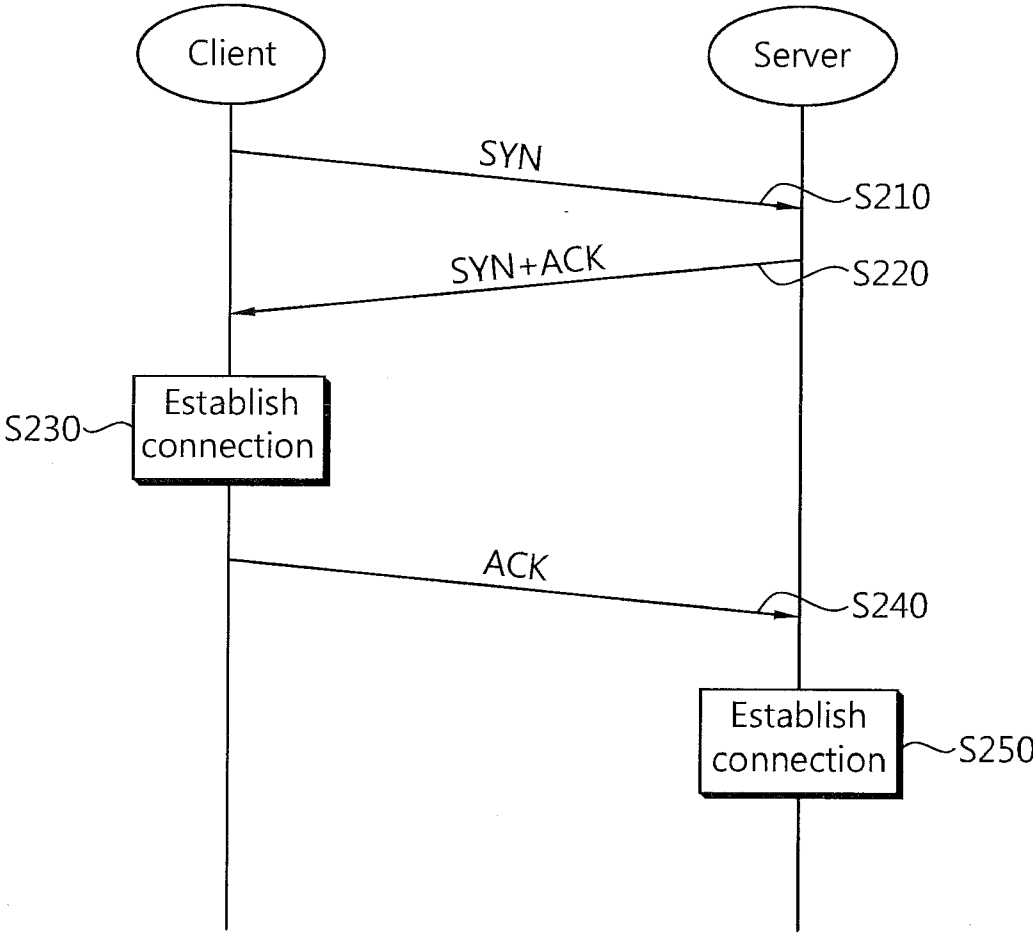 Client
Server
SYN
S210
SYN+ACK
S220
Establish
connection
S230
ACK
S240
Establish
connection
S250